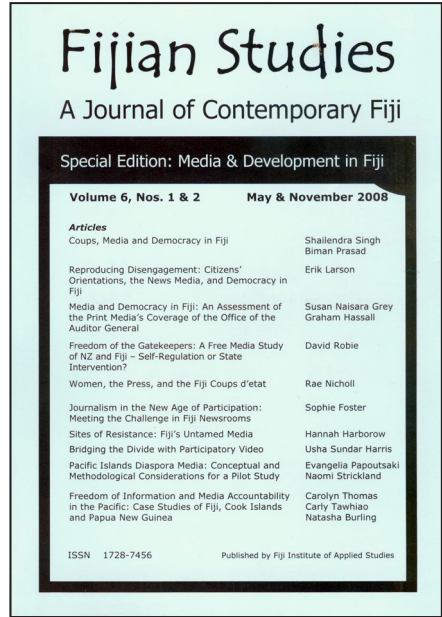 Fijian Studies
A Journal of Contemporary Fiji
Special Edition: Media & Development in Fiji
Volume 6, Nos. 1 & 2 May & November 2008
Articles
Coups, Media and Democracy in Fiji Shailendra Singh
Biman Prasad
Reproducing Disengagement: Citizens' Erik Larson
Orientations, the News Media, and Democracy in
Fiji
Media and Democracy in Fiji: An Assessment of Susan Naisara Grey
the Print Media's Coverage of the Office of the Graham Hassall
Auditor General
Freedom of the Gatekeepers: A Free Media Study David Robie
of NZ and Fiji – Self-Regulation or State
Intervention?
Women, the Press, and the Fiji Coups d'etat Rae Nicholl
Journalism in the New Age of Participation: Sophie Foster
Meeting the Challenge in Fiji Newsrooms
Sites of Resistance: Fiji's Untamed Media Hannah Harborow
Bridging the Divide with Participatory Video Usha Sundar Harris
Pacific Islands Diaspora Media: Conceptual and Evangelia Papoutsaki
Methodological Considerations for a Pilot Study Naomi Strickland
Freedom of Information and Media Accountability Carolyn Thomas
in the Pacific: Case Studies of Fiji, Cook Islands Carly Tawhiao
and Papua New Guinea Natasha Burling
ISSN 1728-7456 Published by Fiji Institute of Applied Studies